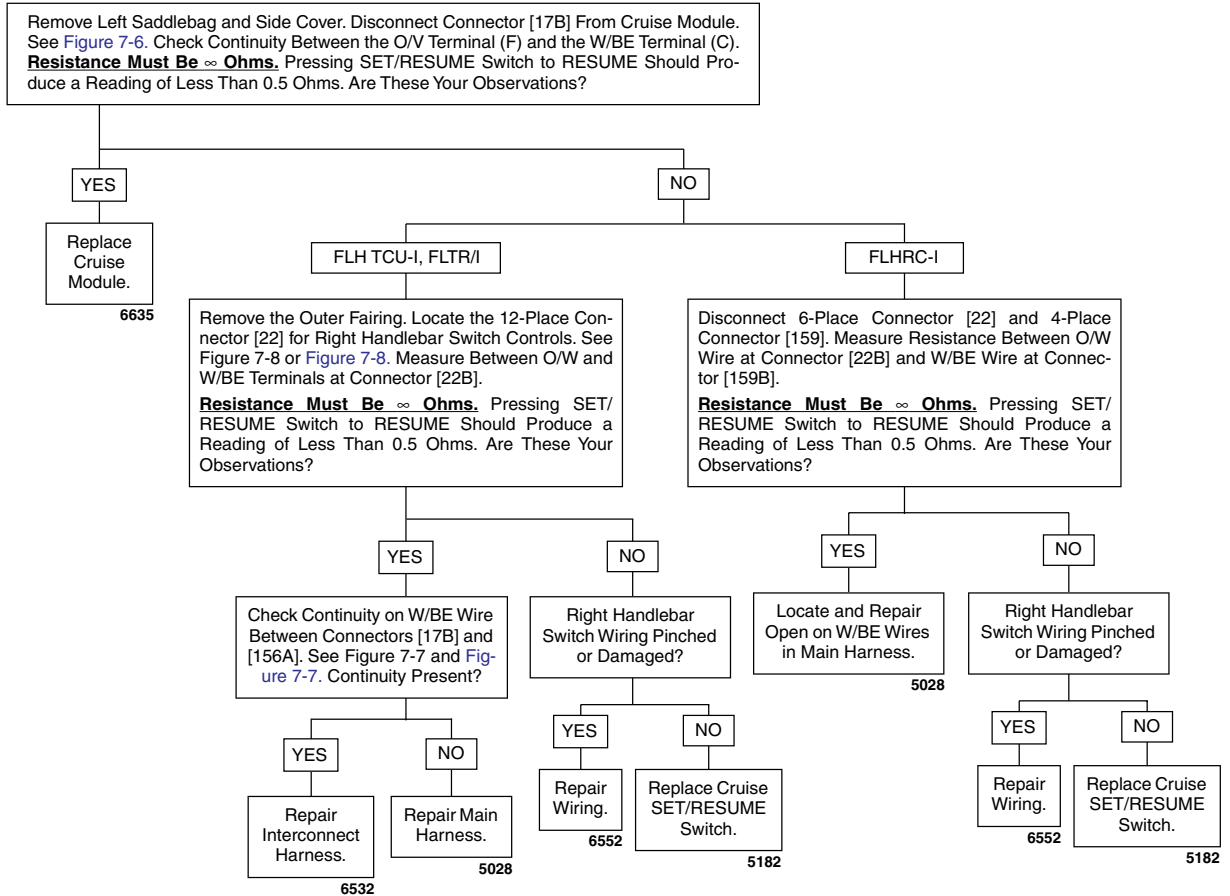 Remove Left Saddlebag and Side Cover. Disconnect Connector [17B] From Cruise Module.
See Figure 7-6. Check Continuity Between the O/V Terminal (F) and the W/BE Terminal (C).
Resistance Must Be ∞ Ohms. Pressing SET/RESUME Switch to RESUME Should Pro-
duce a Reading of Less Than 0.5 Ohms. Are These Your Observations?
YES
NO
Replace
Cruise
Module.
6635
FLH TCU-I, FLTR/I
FLHRC-I
Remove the Outer Fairing. Locate the 12-Place Con-
nector [22] for Right Handlebar Switch Controls. See
Figure 7-8 or Figure 7-8. Measure Between O/W and
W/BE Terminals at Connector [22B].
Resistance Must Be ∞ Ohms. Pressing SET/
RESUME Switch to RESUME Should Produce a
Reading of Less Than 0.5 Ohms. Are These Your
Observations?
Disconnect 6-Place Connector [22] and 4-Place
Connector [159]. Measure Resistance Between O/W
Wire at Connector [22B] and W/BE Wire at Connec-
tor [159B].
Resistance Must Be ∞ Ohms. Pressing SET/
RESUME Switch to RESUME Should Produce a
Reading of Less Than 0.5 Ohms. Are These Your
Observations?
YES
NO
YES
NO
Check Continuity on W/BE Wire
Between Connectors [17B] and
[156A]. See Figure 7-7 and Fig-
ure 7-7. Continuity Present?
Right Handlebar
Switch Wiring Pinched
or Damaged?
Locate and Repair
Open on W/BE Wires
in Main Harness.
5028
Right Handlebar
Switch Wiring Pinched
or Damaged?
YES
NO
YES
NO
YES
NO
Repair
Interconnect
Harness.
6532
Repair Main
Harness.
5028
Repair
Wiring.
6552
Replace Cruise
SET/RESUME
Switch.
5182
Repair
Wiring.
6552
Replace Cruise
SET/RESUME
Switch.
5182